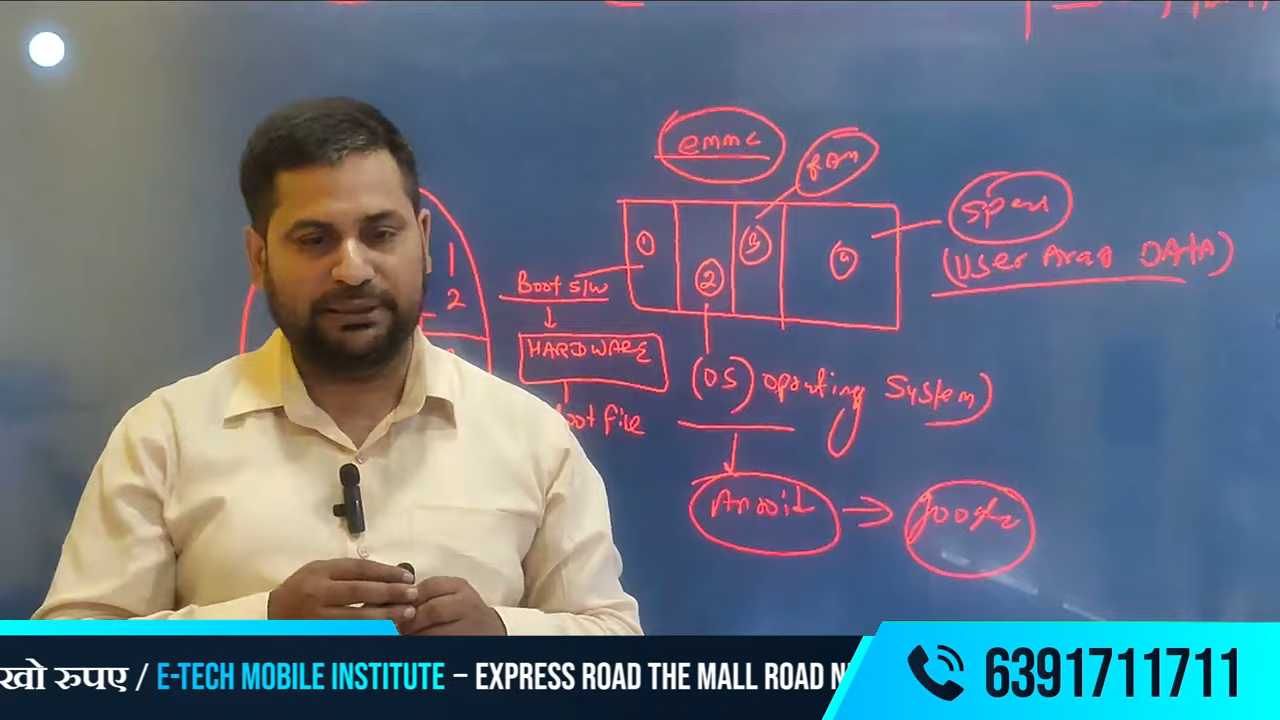 emmc
RAM
1
2
3
4
Space
(User Area DATA)
1
2
Boot s/w
HARDWARE
Boot file
(OS) operating System)
Android
Google
खो रुपए / E-TECH MOBILE INSTITUTE – EXPRESS ROAD THE MALL ROAD N
6391711711